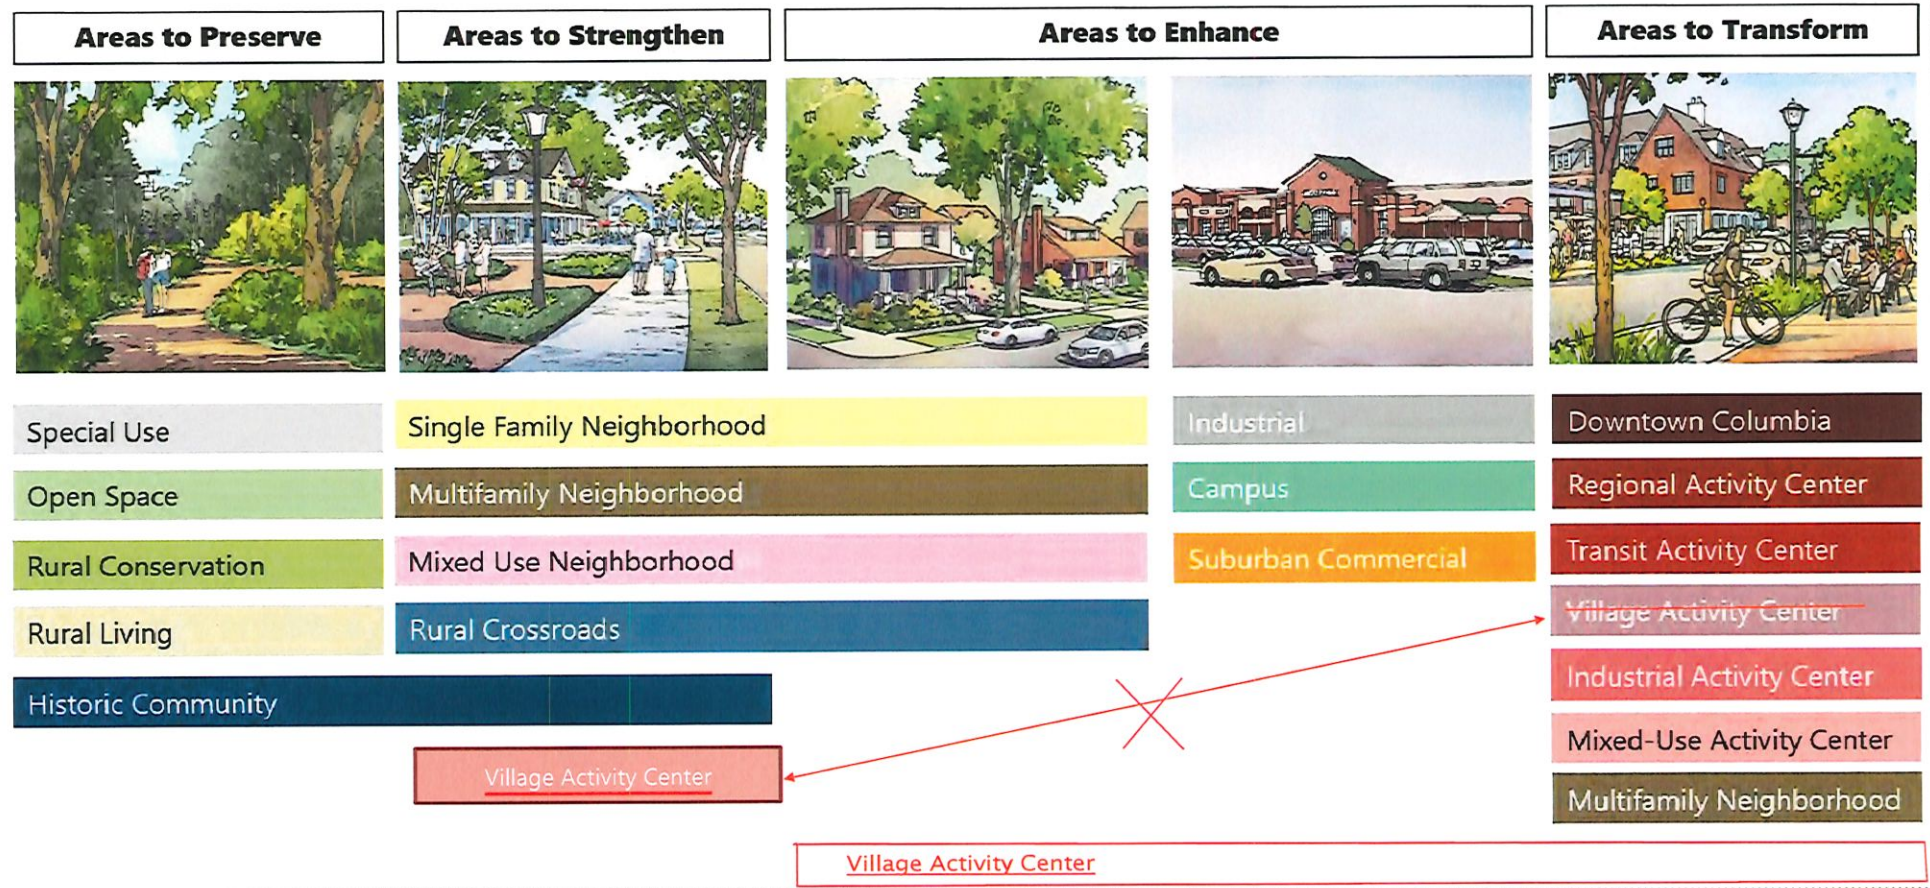 Areas to Preserve
Areas to Strengthen
Areas to Enhance
Areas to Transform
Special Use
Open Space
Rural Conservation
Rural Living
Historic Community
Single Family Neighborhood
Multifamily Neighborhood
Mixed Use Neighborhood
Rural Crossroads
Village Activity Center
Industrial
Campus
Suburban Commercial
Downtown Columbia
Regional Activity Center
Transit Activity Center
Village Activity Center
Industrial Activity Center
Mixed-Use Activity Center
Multifamily Neighborhood
Village Activity Center